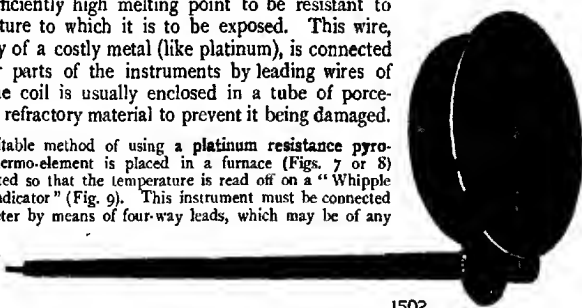 ficiently high melting point to be resistant to
ture to which it is to be exposed. This wire,
y of a costly metal (like platinum), is connected
r parts of the instruments by leading wires of
e coil is usually enclosed in a tube of porce-
refractory material to prevent it being damaged.
itable method of using a platinum resistance pyro-
ermo-element is placed in a furnace (Figs. 7 or 8)
ted so that the temperature is read off on a “Whipple
ndicator” (Fig. 9). This instrument must be connected
ter by means of four-way leads, which may be of any
1502